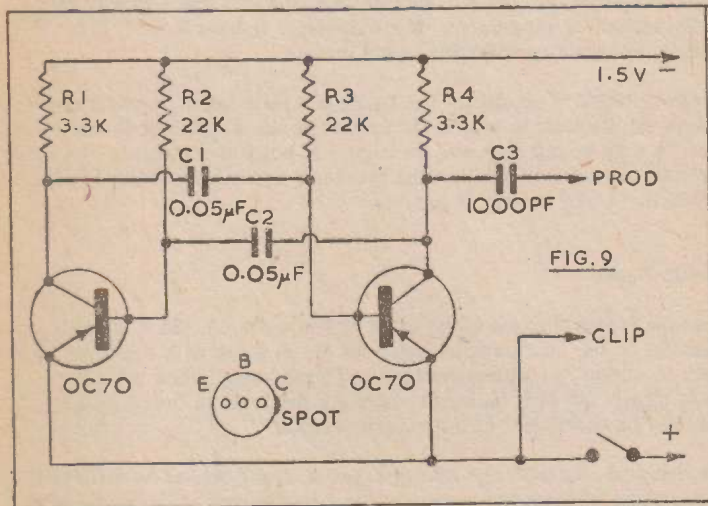 1.5V –
R1
3.3K
R2
22K
R3
22K
R4
3.3K
C1
0.05µF
C2
0.05µF
C3
1000PF
PROD
FIG. 9
CLIP
OC70
E B C
SPOT
OC70
+